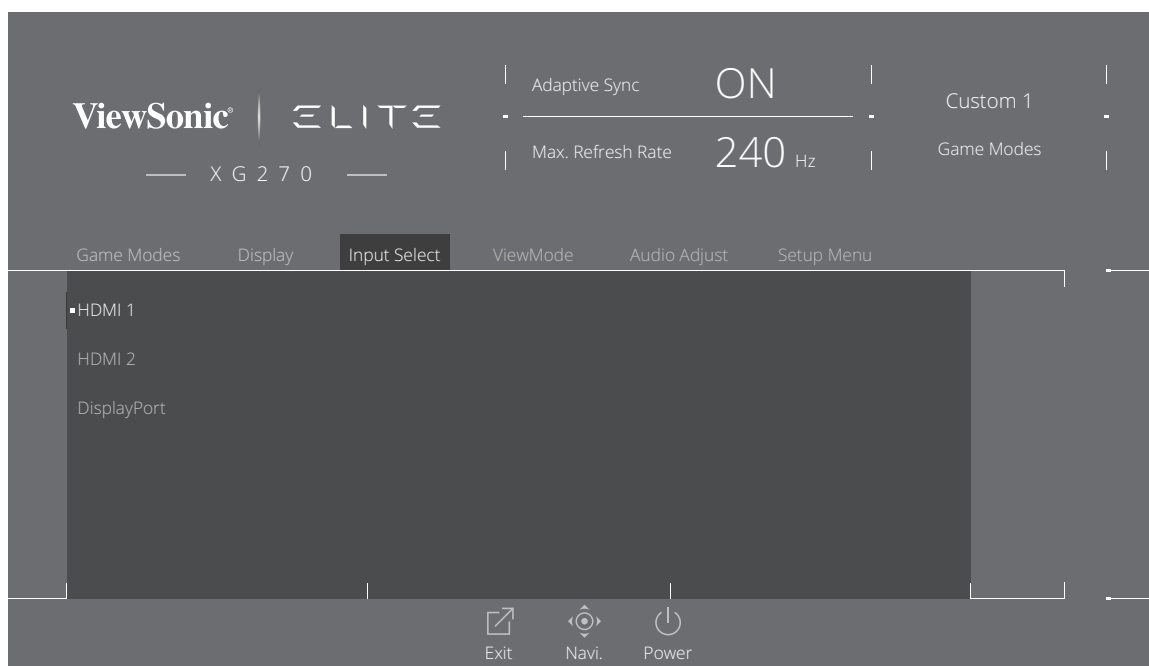 ViewSonic® ELITE
XG270
Adaptive Sync ON
Max. Refresh Rate 240 Hz
Custom 1
Game Modes
Game Modes Display Input Select ViewMode Audio Adjust Setup Menu
HDMI 1
HDMI 2
DisplayPort
Exit Navi. Power